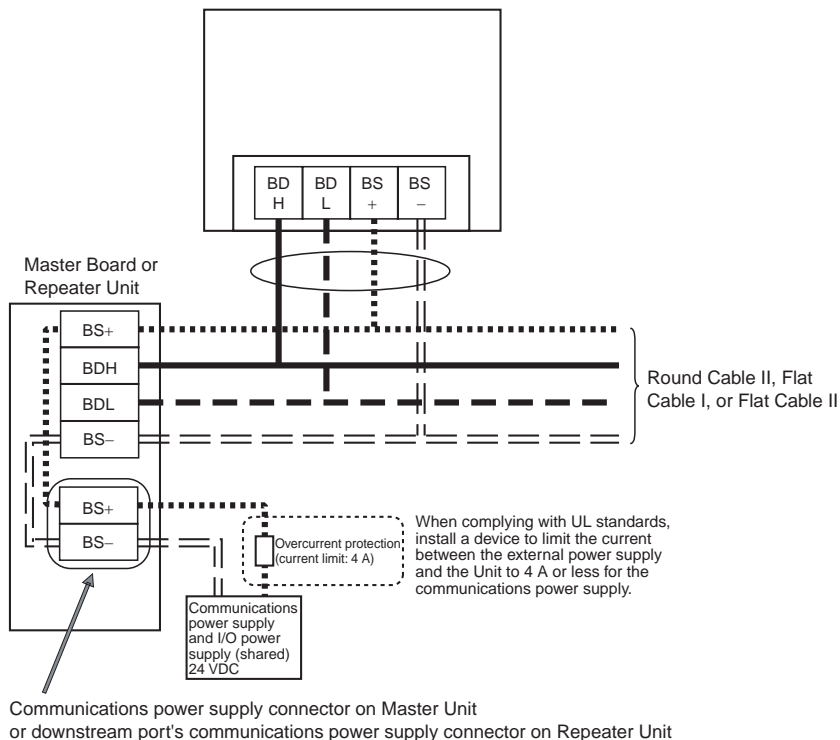 BD BD BS BS
H L + −
Master Board or
Repeater Unit
BS+
BDH
BDL
BS−
Round Cable II, Flat
Cable I, or Flat Cable II
BS+
BS−
Overcurrent protection
(current limit: 4 A)
When complying with UL standards,
install a device to limit the current
between the external power supply
and the Unit to 4 A or less for the
communications power supply.
Communications
power supply
and I/O power
supply (shared)
24 VDC
Communications power supply connector on Master Unit
or downstream port's communications power supply connector on Repeater Unit